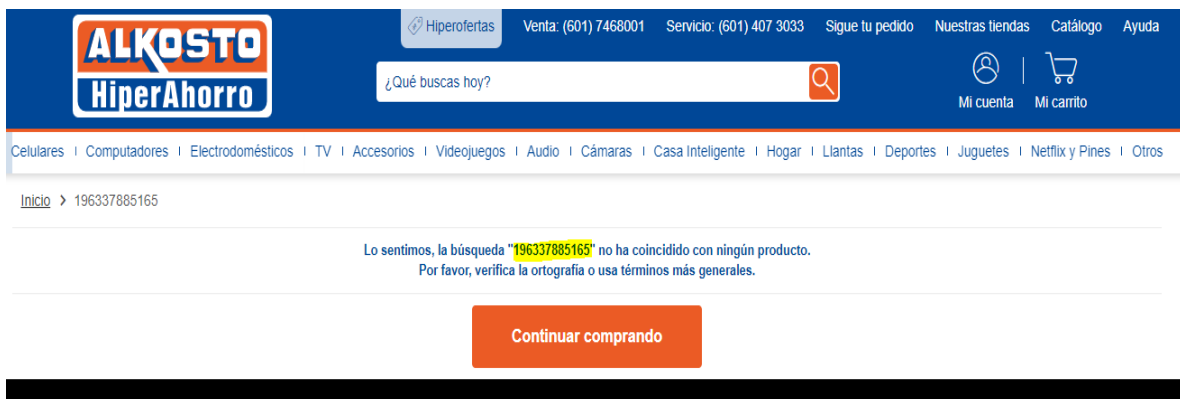 ALKOSTO
HiperAhorro
Hiperofertas Venta: (601) 7468001 Servicio: (601) 407 3033 Sigue tu pedido Nuestras tiendas Catálogo Ayuda
¿Qué buscas hoy?
Mi cuenta Mi carrito
Celulares | Computadores | Electrodomésticos | TV | Accesorios | Videojuegos | Audio | Cámaras | Casa Inteligente | Hogar | Llantas | Deportes | Juguetes | Netflix y Pines | Otros
Inicio > 196337885165
Lo sentimos, la búsqueda "196337885165" no ha coincidido con ningún producto.
Por favor, verifica la ortografía o usa términos más generales.
Continuar comprando